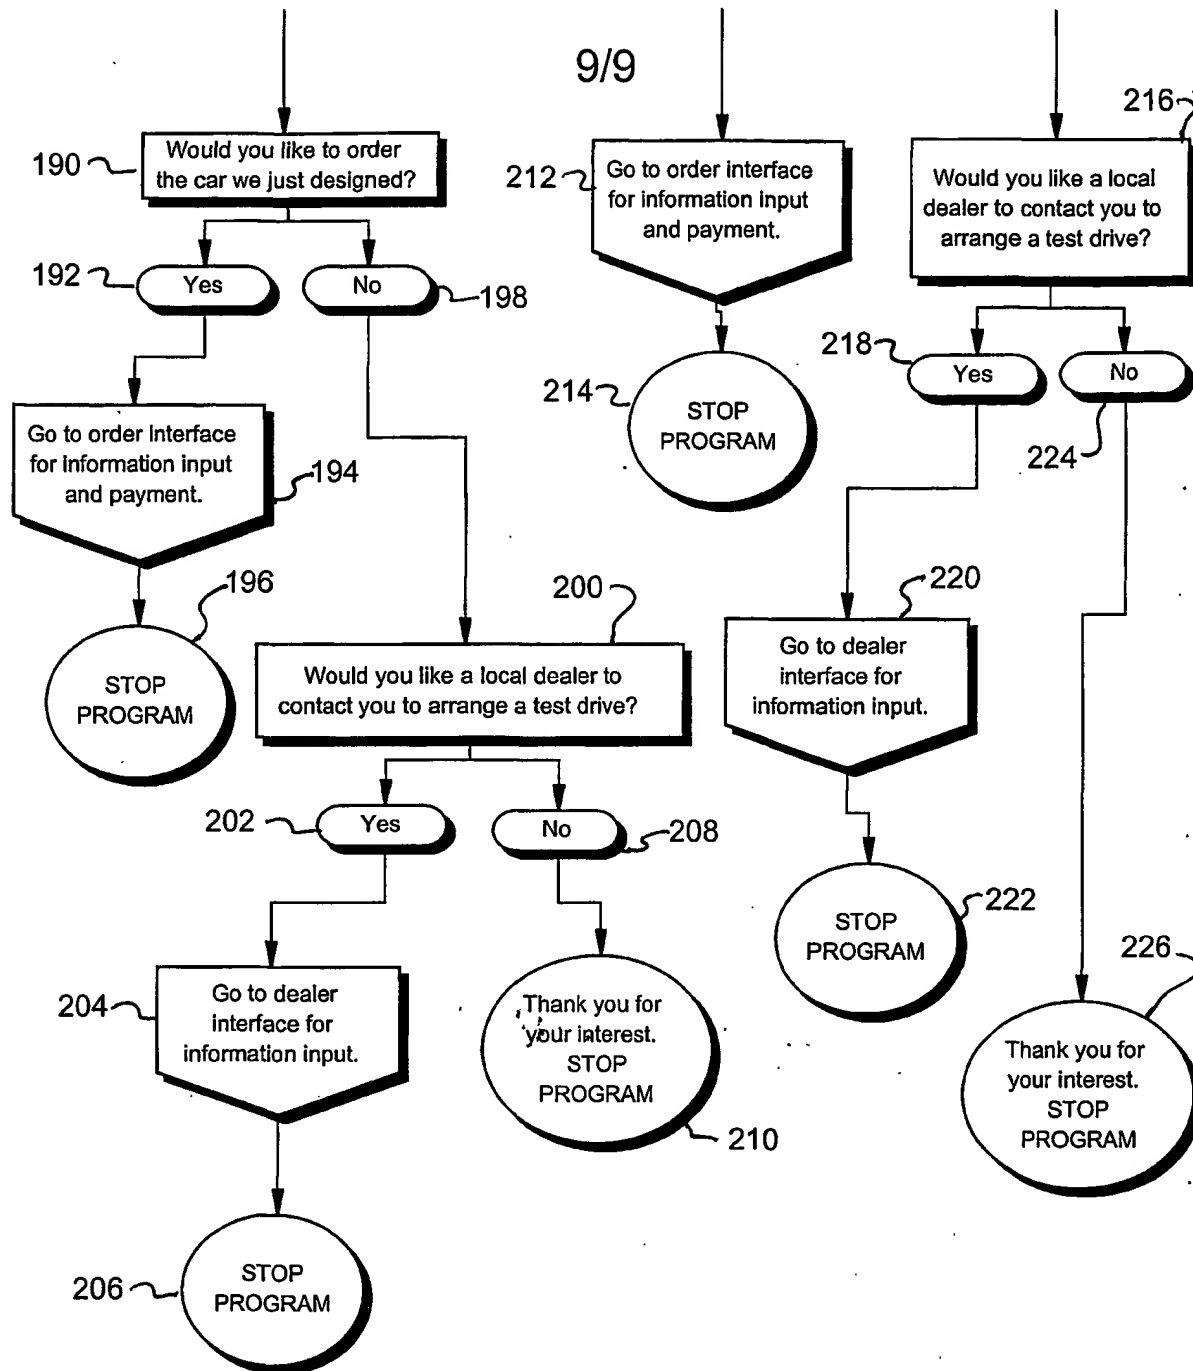 9/9
216
190
Would you like to order
the car we just designed?
212
Go to order interface
for information input
and payment.
Would you like a local
dealer to contact you to
arrange a test drive?
192
Yes
No
198
218
Yes
No
224
214
STOP
PROGRAM
Go to order interface
for information input
and payment.
194
196
STOP
PROGRAM
200
Would you like a local dealer to
contact you to arrange a test drive?
220
Go to dealer
interface for
information input.
202
Yes
No
208
222
STOP
PROGRAM
204
Go to dealer
interface for
information input.
Thank you for
your interest.
STOP
PROGRAM
210
226
Thank you for
your interest.
STOP
PROGRAM
206
STOP
PROGRAM